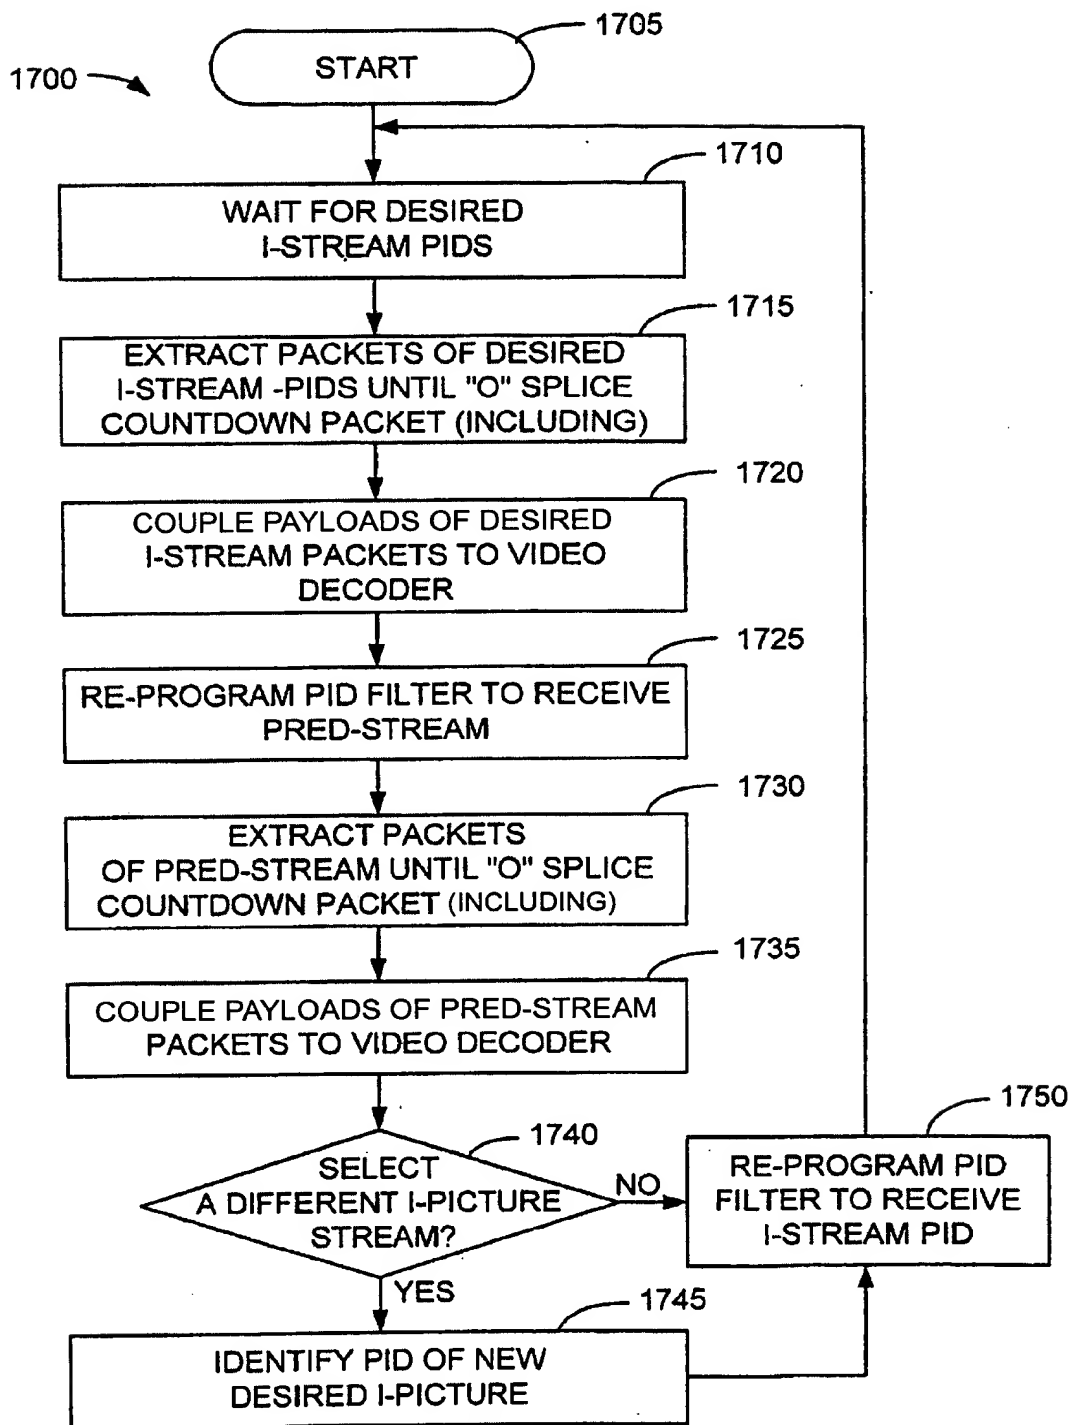 1705
START
1700
1710
WAIT FOR DESIRED
I-STREAM PIDS
1715
EXTRACT PACKETS OF DESIRED
I-STREAM -PIDS UNTIL "O" SPLICE
COUNTDOWN PACKET (INCLUDING)
1720
COUPLE PAYLOADS OF DESIRED
I-STREAM PACKETS TO VIDEO
DECODER
1725
RE-PROGRAM PID FILTER TO RECEIVE
PRED-STREAM
1730
EXTRACT PACKETS
OF PRED-STREAM UNTIL "O" SPLICE
COUNTDOWN PACKET (INCLUDING)
1735
COUPLE PAYLOADS OF PRED-STREAM
PACKETS TO VIDEO DECODER
1740
SELECT
A DIFFERENT I-PICTURE
STREAM?
NO
1750
RE-PROGRAM PID
FILTER TO RECEIVE
I-STREAM PID
YES
1745
IDENTIFY PID OF NEW
DESIRED I-PICTURE